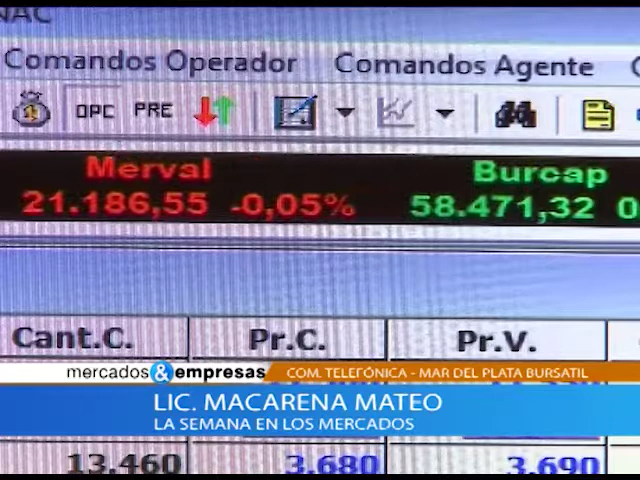 Comandos Operador Comandos Agente
OPC PRE
Merval Burcap
21.186,55 -0,05% 58.471,32 0
Cant.C. Pr.C. Pr.V.
mercados&empresas COM. TELEFÓNICA - MAR DEL PLATA BURSATIL
LIC. MACARENA MATEO
LA SEMANA EN LOS MERCADOS
13.460 3.680 3.690